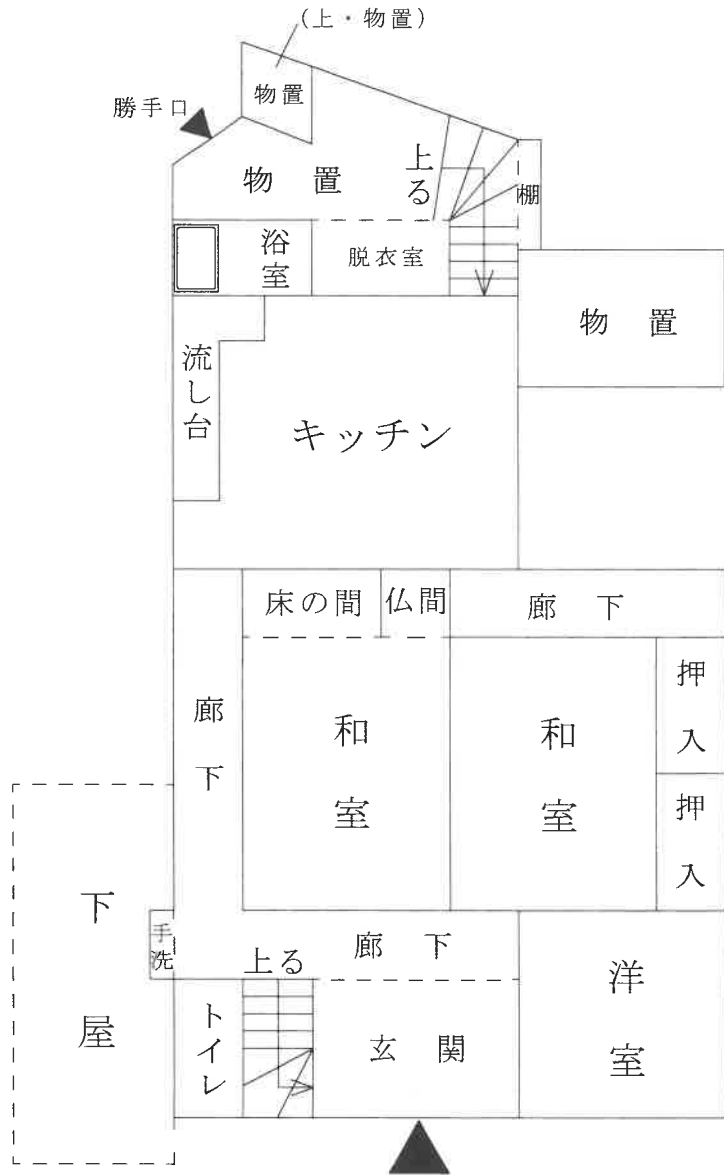 (上・物置)
物置
勝手口
物 置
上る
棚
浴室
脱衣室
物 置
流し台
キッチン
床の間
仏間
廊 下
廊下
和室
和室
押入
押入
下屋
手洗
廊 下
上る
トイレ
玄 関
洋室